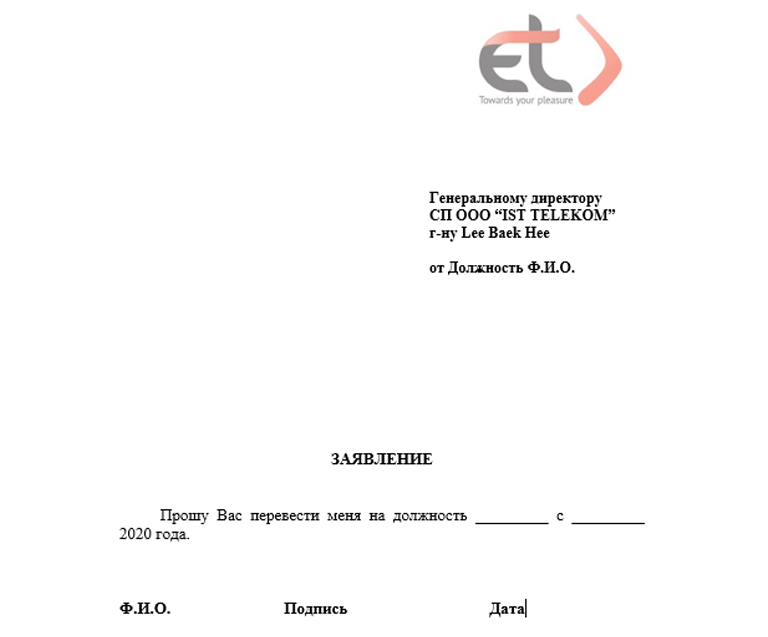 et
Towards your pleasure
Генеральному директору
СП ООО “IST TELEKOM”
г-ну Lee Baek Hee
от Должность Ф.И.О.
ЗАЯВЛЕНИЕ
Прошу Вас перевести меня на должность _________ с _________
2020 года.
Ф.И.О. Подпись Дата